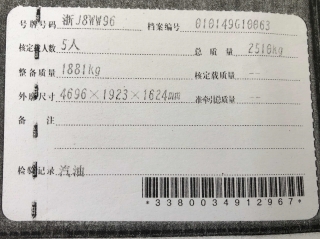 号牌号码 浙J8WW96 档案编号 010149G10863
核定载人数 5人 总质量 2510kg
整备质量 1881kg 核定载质量 --
外廓尺寸 4696×1923×1624mm 准牵引总质量 --
备注
检验记录 汽油
*3380034912967*